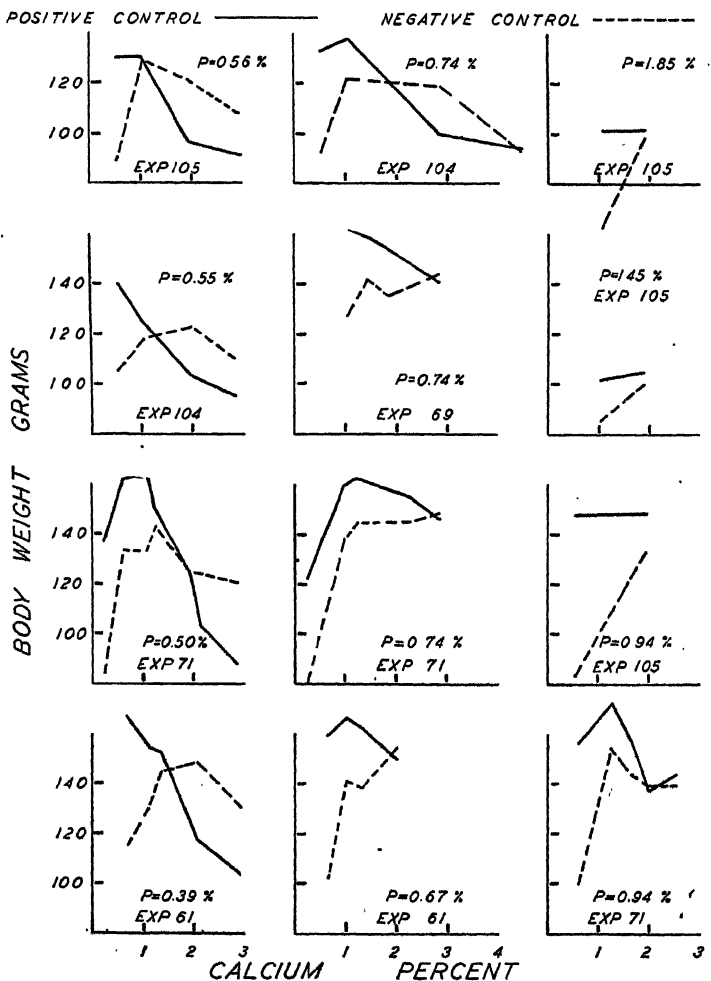 POSITIVE CONTROL NEGATIVE CONTROL
P=0.56 % P=0.74 % P=1.85 %
120
100
EXP 105 EXP 104 EXP 105
P=0.55 % P=145 %
140 EXP 105
120
100 P=0.74 %
EXP 104 EXP 69
GRAMS
BODY WEIGHT
140
120
100 P=0.50% P=0 74 % P=0.94 %
EXP 71 EXP 71 EXP 105
140
120
100 P=0.39 % P=0.67 % P=0.94 %
EXP 61 EXP 61 EXP 71
1 2 3 1 2 3 4 1 2 3
CALCIUM PERCENT